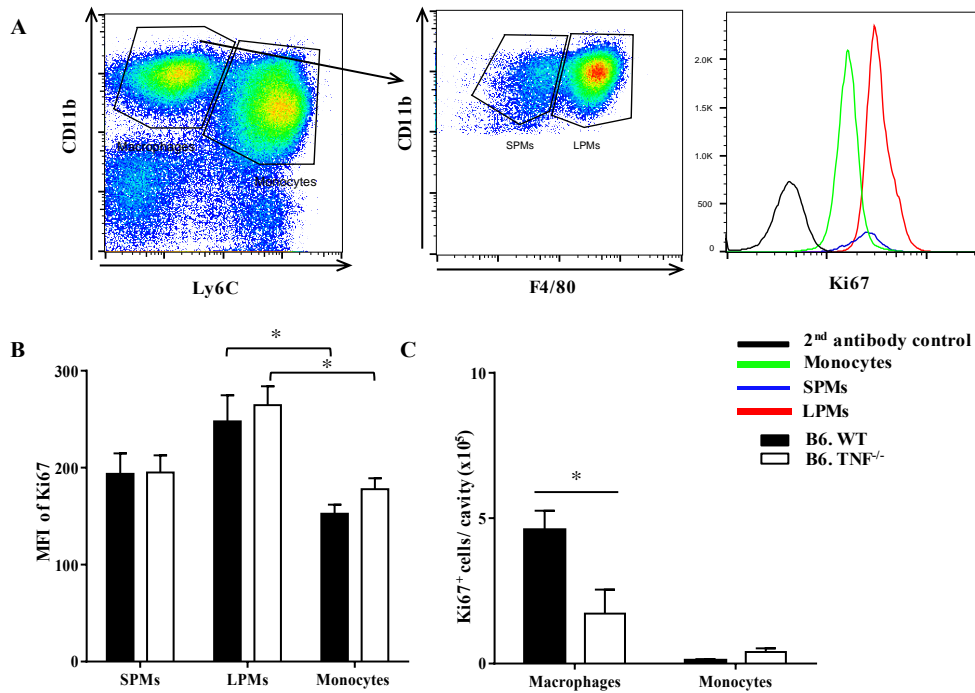 A
CD11b
Macrophages
Monocytes
Ly6C
CD11b
SPMs
LPMs
F4/80
2.0K
1.5K
1.0K
500
0
Ki67
B
*
*
300
200
100
0
MFI of Ki67
SPMs
LPMs
Monocytes
C
2nd antibody control
Monocytes
SPMs
LPMs
B6. WT
B6. TNF-/-
10
5
0
Ki67+ cells/ cavity (x10⁵)
*
Macrophages
Monocytes